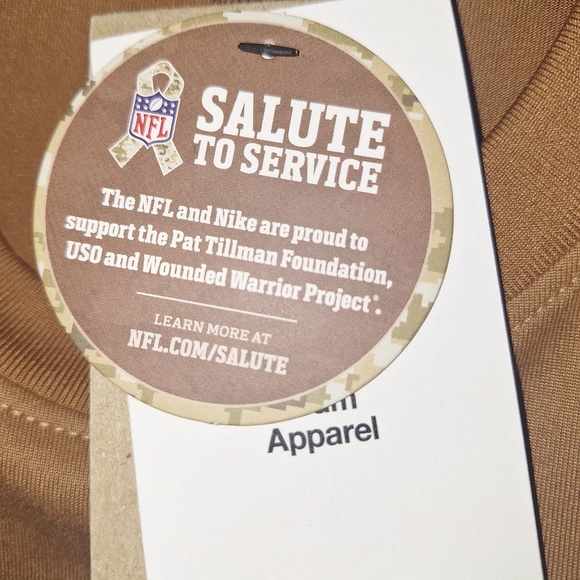 NFL
SALUTE
TO SERVICE
The NFL and Nike are proud to
support the Pat Tillman Foundation,
USO and Wounded Warrior Project®.
LEARN MORE AT
NFL.COM/SALUTE
Apparel